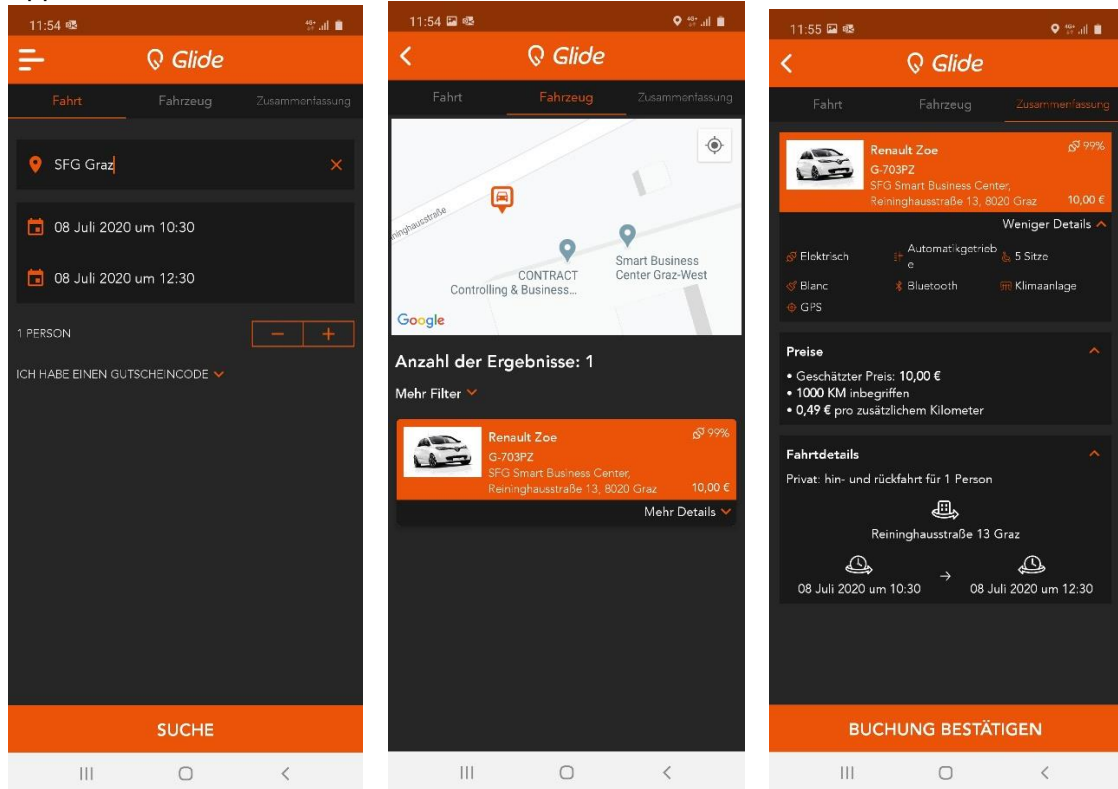 11:54
Glide
Fahrt Fahrzeug Zusammenfassung
SFG Graz
08 Juli 2020 um 10:30
08 Juli 2020 um 12:30
1 PERSON
ICH HABE EINEN GUTSCHEINCODE
SUCHE
11:54
Glide
Fahrt Fahrzeug Zusammenfassung
CONTRACT
Controlling
& Business...
Smart Business
Center Graz-West
Google
Anzahl der Ergebnisse: 1
Mehr Filter
Renault Zoe 99%
G-703PZ
SFG Smart Business Center,
Reininghausstraße 13, 8020 Graz 10,00 €
Mehr Details
11:55
Glide
Fahrt Fahrzeug Zusammenfassung
Renault Zoe 99%
G-703PZ
SFG Smart Business Center,
Reininghausstraße 13, 8020 Graz 10,00 €
Weniger Details
Elektrisch Automatikgetrieb
e 5 Sitze
Blanc Bluetooth Klimaanlage
GPS
Preise
• Geschätzter Preis: 10,00 €
• 1000 KM inbegriffen
• 0,49 € pro zusätzlichem Kilometer
Fahrtdetails
Privat: hin- und rückfahrt für 1 Person
Reininghausstraße 13 Graz
08 Juli 2020 um 10:30 → 08 Juli 2020 um 12:30
BUCHUNG BESTÄTIGEN